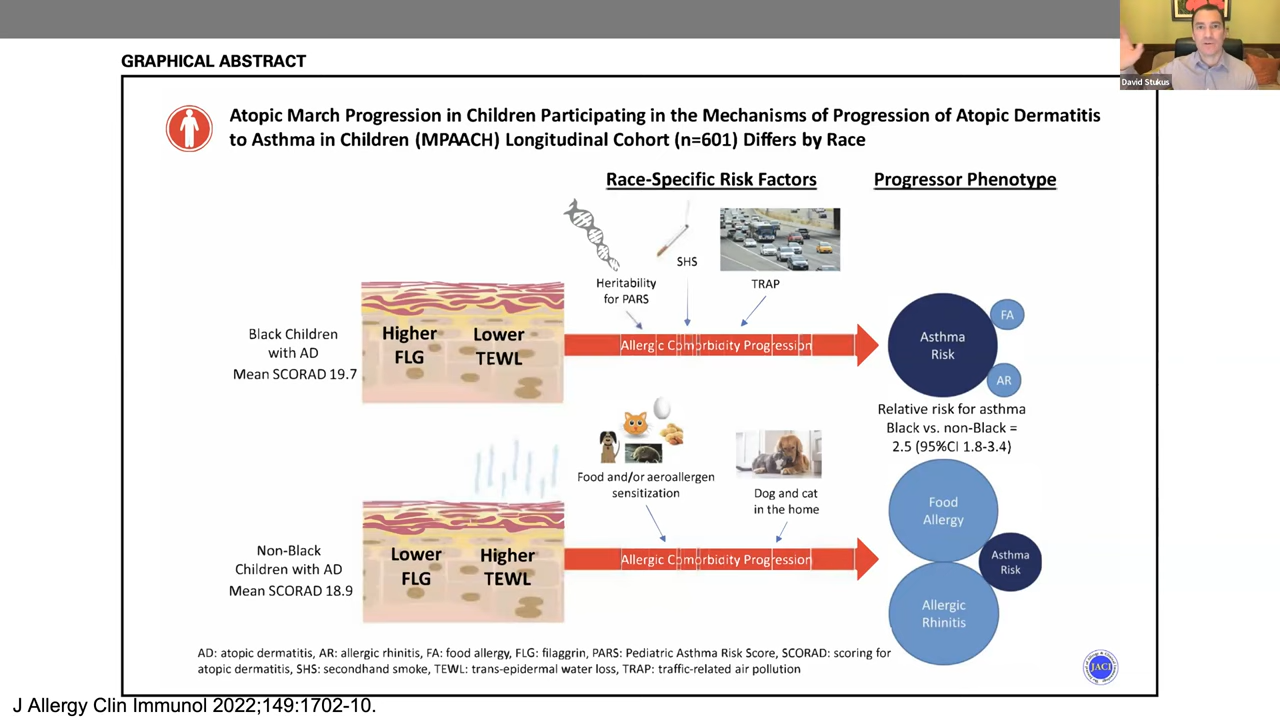 GRAPHICAL ABSTRACT
David Stukus
Atopic March Progression in Children Participating in the Mechanisms of Progression of Atopic Dermatitis
to Asthma in Children (MPAACH) Longitudinal Cohort (n=601) Differs by Race
Race-Specific Risk Factors
Progressor Phenotype
SHS
Heritability
for PARS
TRAP
Black Children
with AD
Mean SCORAD 19.7
Higher
FLG
Lower
TEWL
Allergic Comorbidity Progression
Asthma
Risk
FA
AR
Relative risk for asthma
Black vs. non-Black =
2.5 (95%CI 1.8-3.4)
Food and/or aeroallergen
sensitization
Dog and cat
in the home
Non-Black
Children with AD
Mean SCORAD 18.9
Lower
FLG
Higher
TEWL
Allergic Comorbidity Progression
Food
Allergy
Asthma
Risk
Allergic
Rhinitis
AD: atopic dermatitis, AR: allergic rhinitis, FA: food allergy, FLG: filaggrin, PARS: Pediatric Asthma Risk Score, SCORAD: scoring for
atopic dermatitis, SHS: secondhand smoke, TEWL: trans-epidermal water loss, TRAP: traffic-related air pollution
JACI
J Allergy Clin Immunol 2022;149:1702-10.